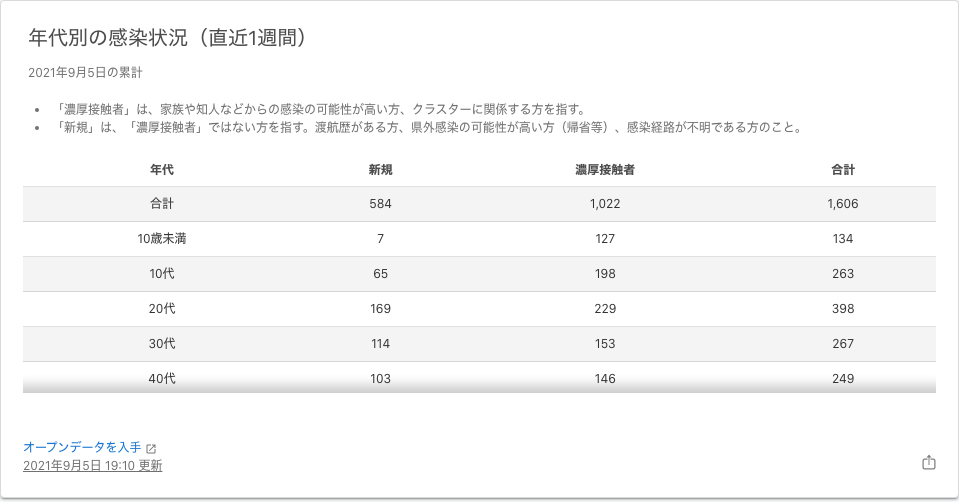 年代別の感染状況（直近1週間）
2021年9月5日の累計
• 「濃厚接触者」は、家族や知人などからの感染の可能性が高い方、クラスターに関係する方を指す。
• 「新規」は、「濃厚接触者」ではない方を指す。渡航歴がある方、県外感染の可能性が高い方（帰省等）、感染経路が不明である方のこと。
年代 新規 濃厚接触者 合計
合計 584 1,022 1,606
10歳未満 7 127 134
10代 65 198 263
20代 169 229 398
30代 114 153 267
40代 103 146 249
オープンデータを入手
2021年9月5日 19:10 更新